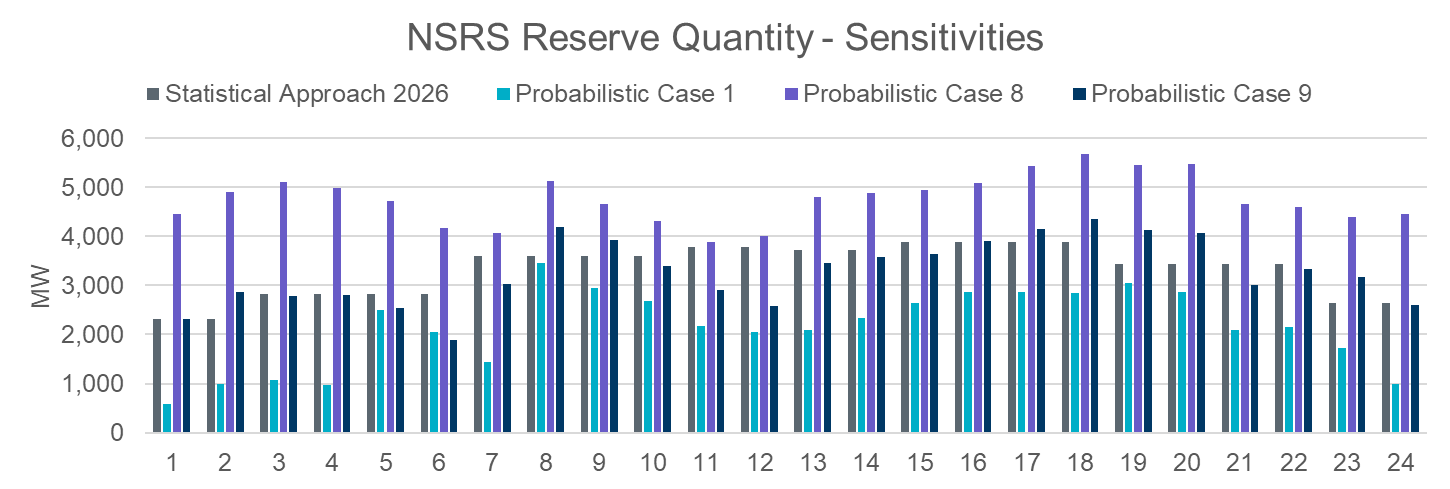 NSRS Reserve Quantity - Sensitivities
Statistical Approach 2026 Probabilistic Case 1 Probabilistic Case 8 Probabilistic Case 9
6,000
5,000
4,000
3,000
2,000
1,000
0
MW
1 2 3 4 5 6 7 8 9 10 11 12 13 14 15 16 17 18 19 20 21 22 23 24